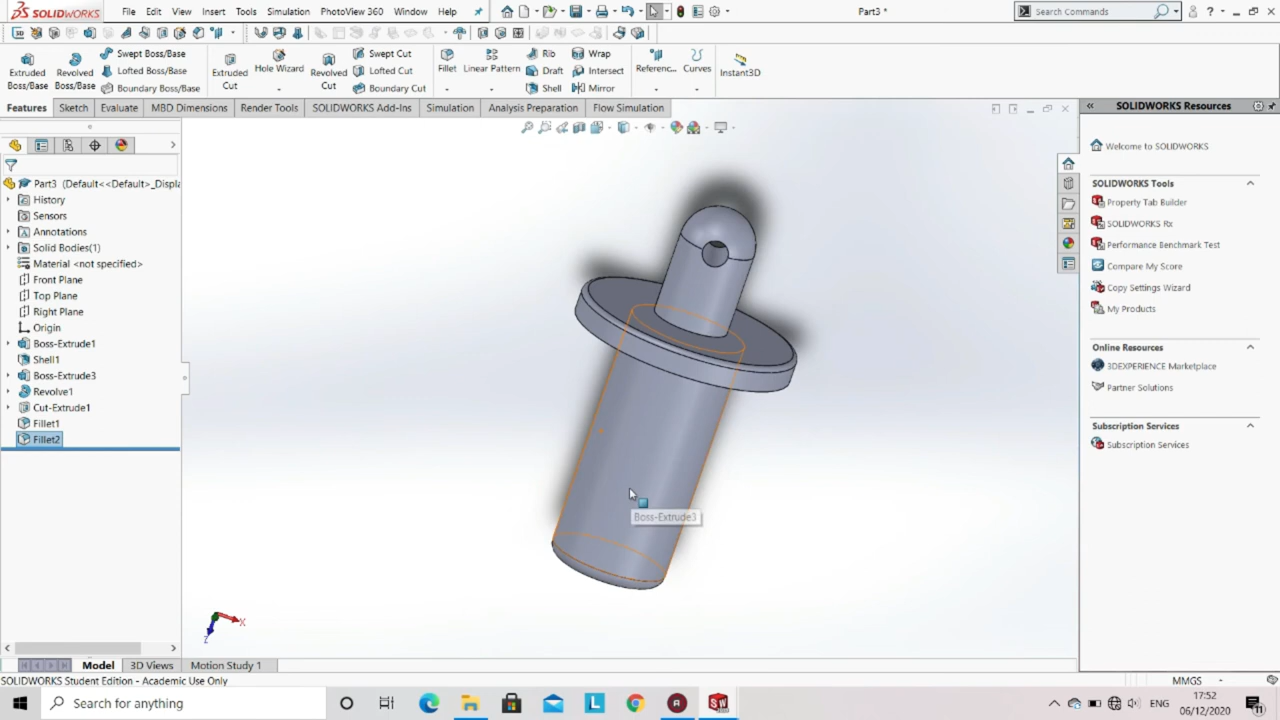 SOLIDWORKS File Edit View Insert Tools Simulation PhotoView 360 Window Help Part3 * Search Commands
Extruded Boss/Base
Revolved Boss/Base
Swept Boss/Base
Lofted Boss/Base
Boundary Boss/Base
Extruded Cut
Hole Wizard
Revolved Cut
Swept Cut
Lofted Cut
Boundary Cut
Fillet
Linear Pattern
Rib
Draft
Shell
Wrap
Intersect
Mirror
Referenc...
Curves
Instant3D
Features Sketch Evaluate MBD Dimensions Render Tools SOLIDWORKS Add-Ins Simulation Analysis Preparation Flow Simulation
SOLIDWORKS Resources
Welcome to SOLIDWORKS
SOLIDWORKS Tools
Property Tab Builder
SOLIDWORKS Rx
Performance Benchmark Test
Compare My Score
Copy Settings Wizard
My Products
Online Resources
3DEXPERIENCE Marketplace
Partner Solutions
Subscription Services
Subscription Services
Part3 (Default<<Default>_Displa
History
Sensors
Annotations
Solid Bodies(1)
Material <not specified>
Front Plane
Top Plane
Right Plane
Origin
Boss-Extrude1
Shell1
Boss-Extrude3
Revolve1
Cut-Extrude1
Fillet1
Fillet2
Boss-Extrude3
X
Z
Model 3D Views Motion Study 1
SOLIDWORKS Student Edition - Academic Use Only MMGS -
Search for anything
ENG
17:52
06/12/2020
11